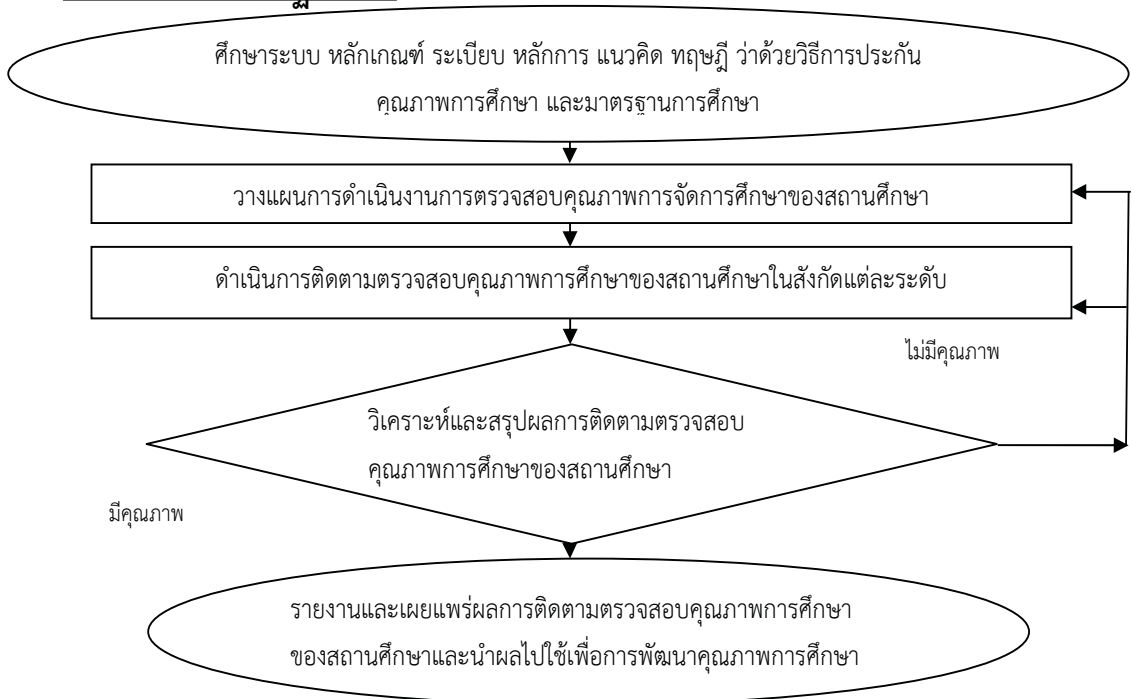 ศึกษาระบบ หลักเกณฑ์ ระเบียบ หลักการ แนวคิด ทฤษฎี ว่าด้วยวิธีการประกัน
คุณภาพการศึกษา และมาตรฐานการศึกษา
วางแผนการดำเนินงานการตรวจสอบคุณภาพการจัดการศึกษาของสถานศึกษา
ดำเนินการติดตามตรวจสอบคุณภาพการศึกษาของสถานศึกษาในสังกัดแต่ละระดับ
ไม่มีคุณภาพ
วิเคราะห์และสรุปผลการติดตามตรวจสอบ
คุณภาพการศึกษาของสถานศึกษา
มีคุณภาพ
รายงานและเผยแพร่ผลการติดตามตรวจสอบคุณภาพการศึกษา
ของสถานศึกษาและนำผลไปใช้เพื่อการพัฒนาคุณภาพการศึกษา